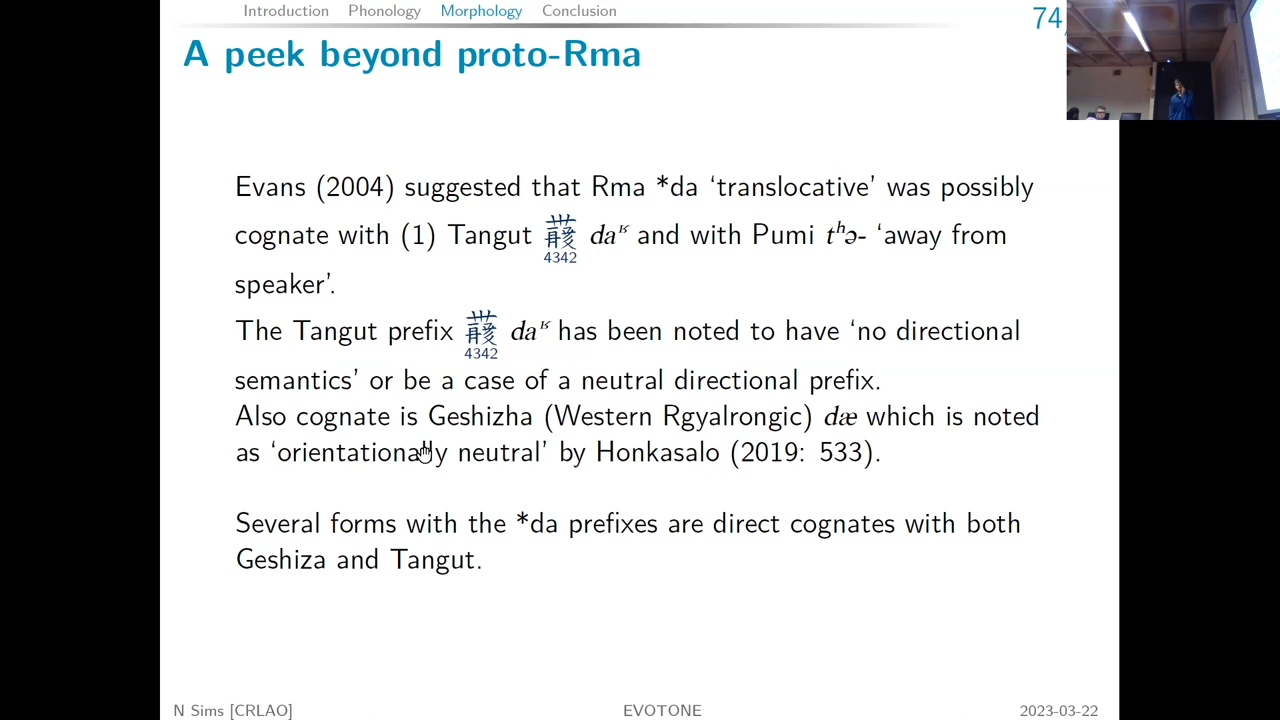 Introduction Phonology Morphology Conclusion
74
A peek beyond proto-Rma
Evans (2004) suggested that Rma *da ‘translocative’ was possibly
cognate with (1) Tangut daʶ and with Pumi tʰə- ‘away from
4342
speaker’.
The Tangut prefix daʶ has been noted to have ‘no directional
4342
semantics’ or be a case of a neutral directional prefix.
Also cognate is Geshizha (Western Rgyalrongic) dæ which is noted
as ‘orientationally neutral’ by Honkasalo (2019: 533).
Several forms with the *da prefixes are direct cognates with both
Geshiza and Tangut.
N Sims [CRLAO] EVOTONE 2023-03-22